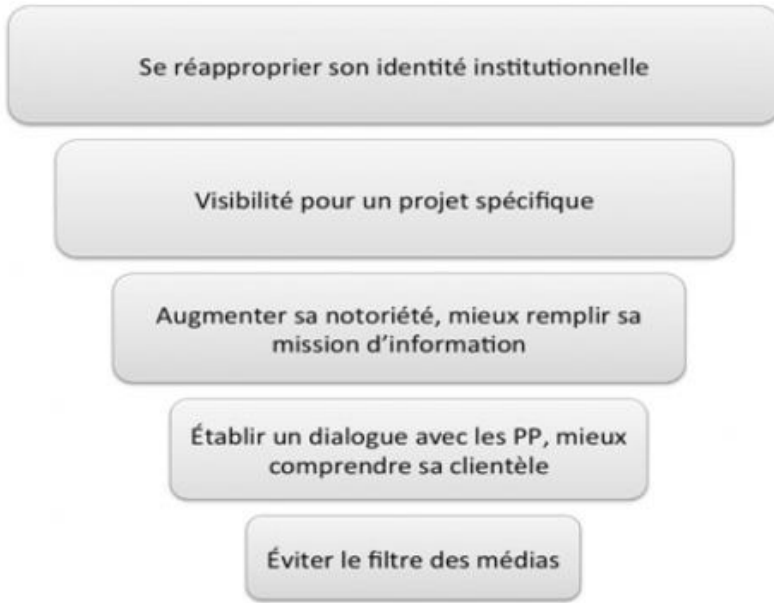 Se réapproprier son identité institutionnelle
Visibilité pour un projet spécifique
Augmenter sa notoriété, mieux remplir sa
mission d’information
Établir un dialogue avec les PP, mieux
comprendre sa clientèle
Éviter le filtre des médias